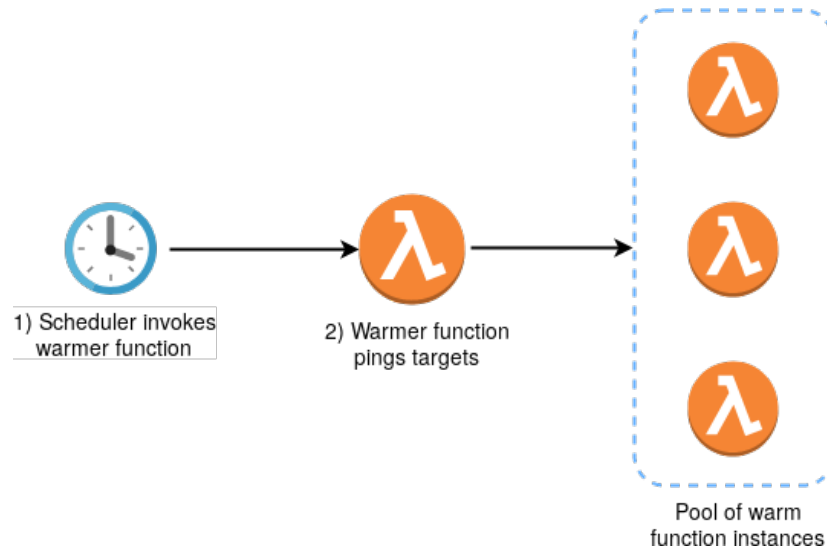 1) Scheduler invokes
warmer function
2) Warmer function
pings targets
Pool of warm
function instances